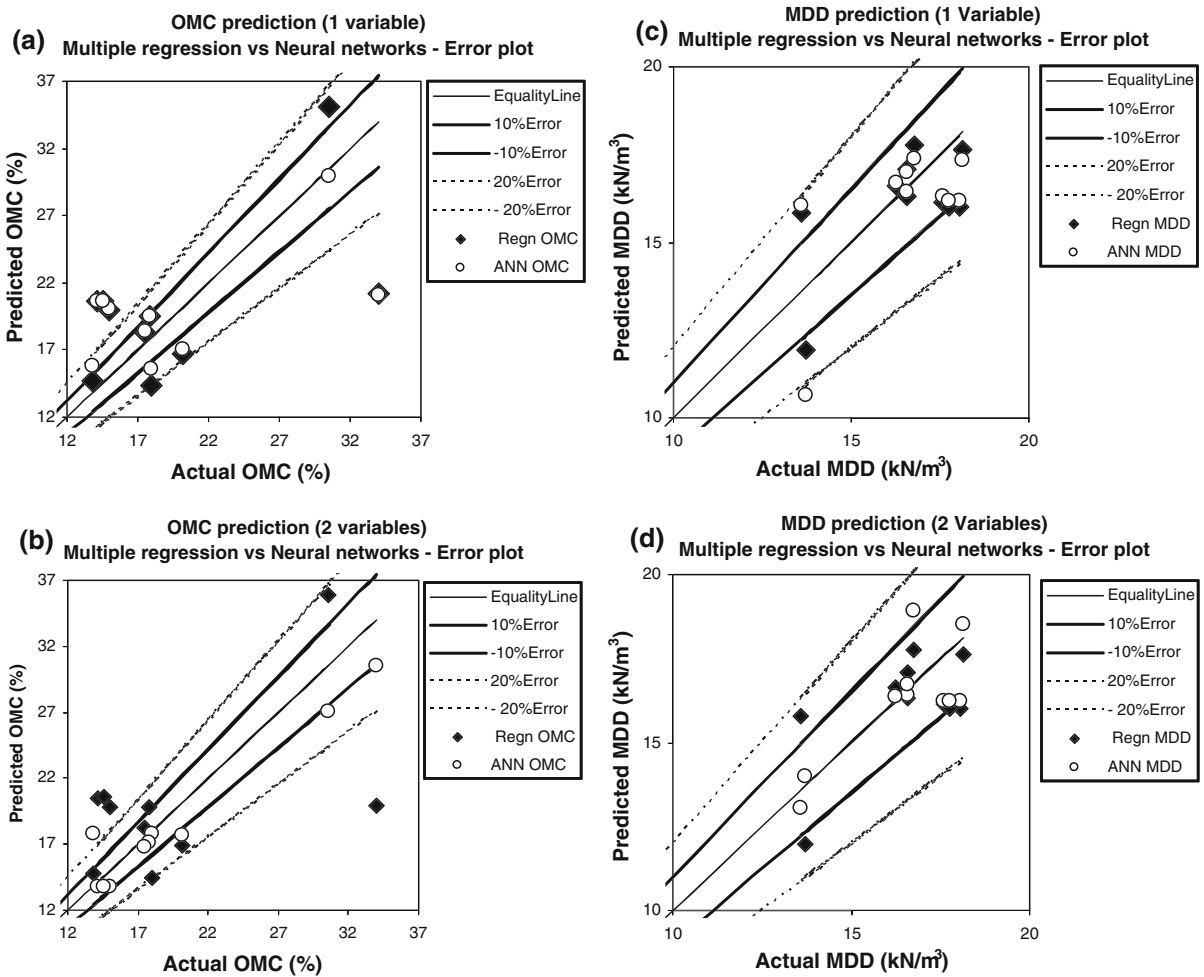 (a)
OMC prediction (1 variable)
Multiple regression vs Neural networks - Error plot
37
32
27
22
17
12
12
17
22
27
32
37
Predicted OMC (%)
Actual OMC (%)
EqualityLine
10%Error
-10%Error
20%Error
- 20%Error
Regn OMC
ANN OMC
(c)
MDD prediction (1 Variable)
Multiple regression vs Neural networks - Error plot
20
15
10
10
15
20
Predicted MDD (kN/m³)
Actual MDD (kN/m³)
EqualityLine
10%Error
-10%Error
20%Error
- 20%Error
Regn MDD
ANN MDD
(b)
OMC prediction (2 variables)
Multiple regression vs Neural networks - Error plot
37
32
27
22
17
12
12
17
22
27
32
37
Predicted OMC (%)
Actual OMC (%)
EqualityLine
10%Error
-10%Error
20%Error
- 20%Error
Regn OMC
ANN OMC
(d)
MDD prediction (2 Variables)
Multiple regression vs Neural networks - Error plot
20
15
10
10
15
20
Predicted MDD (kN/m³)
Actual MDD (kN/m³)
EqualityLine
10%Error
-10%Error
20%Error
- 20%Error
Regn MDD
ANN MDD